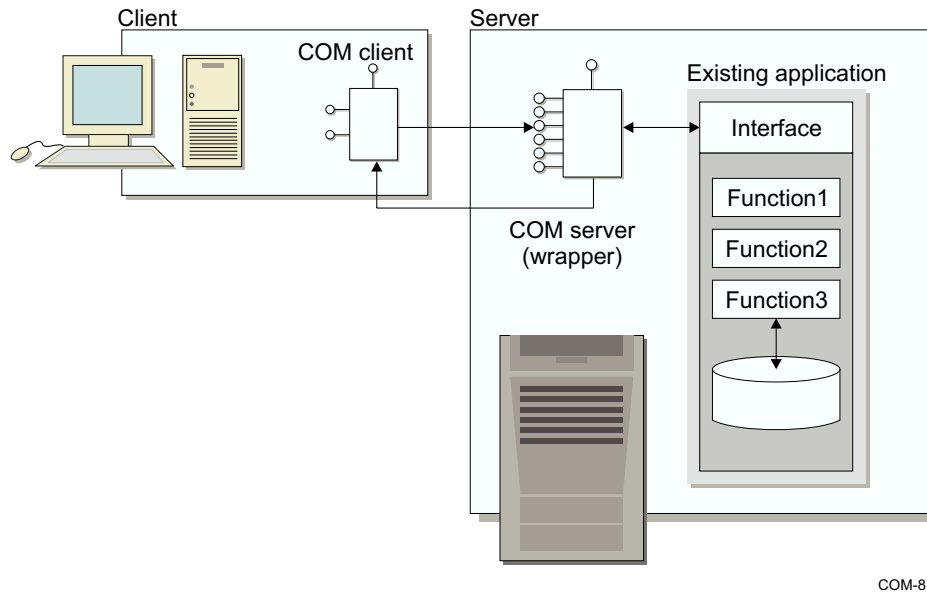 Client
Server
COM client
Existing application
Interface
Function1
Function2
Function3
COM server
(wrapper)
COM-8